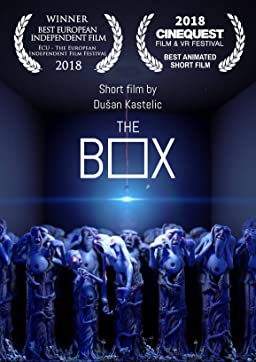 WINNER
BEST EUROPEAN
INDEPENDENT FILM
ECU - THE EUROPEAN
INDEPENDENT FILM FESTIVAL
2018
2018
CINEQUEST
FILM & VR FESTIVAL
BEST ANIMATED
SHORT FILM
Short film by
Dušan Kastelic
THE
BOX